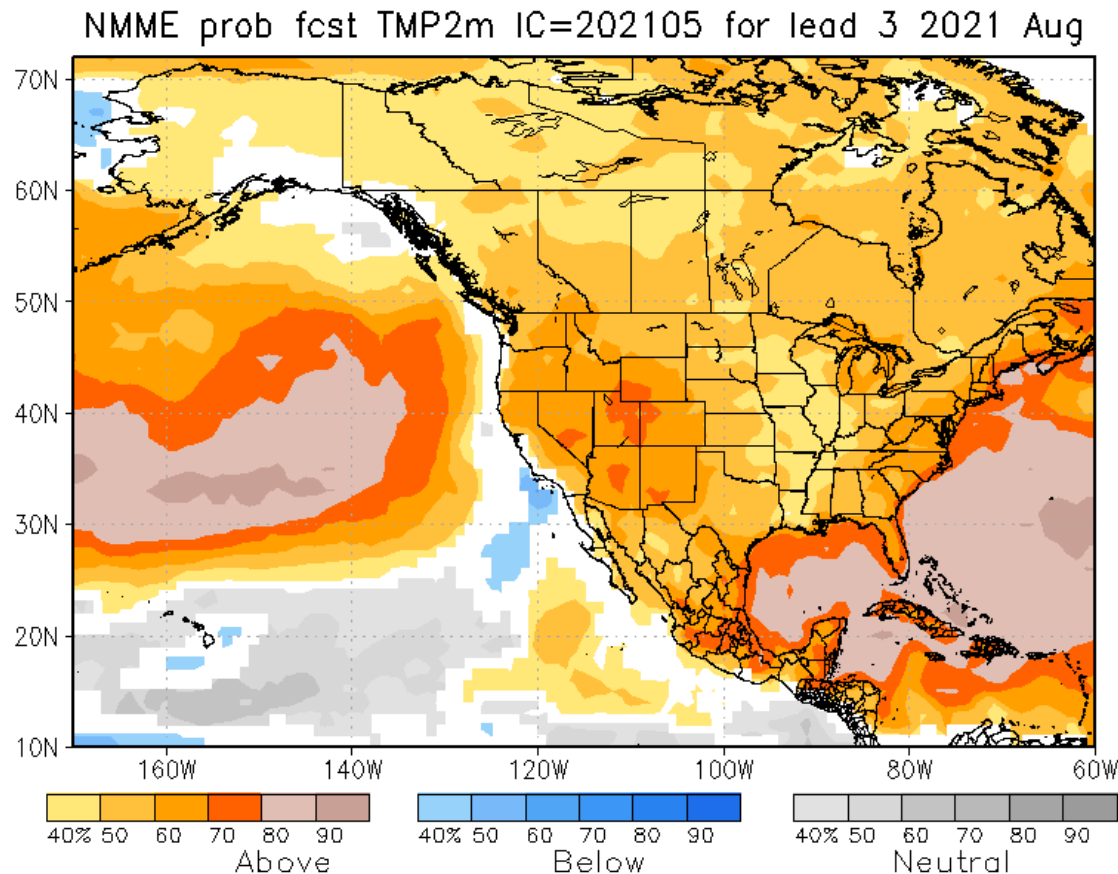 NMME prob fcst TMP2m IC=202105 for lead 3 2021 Aug
70N
60N
50N
40N
30N
20N
10N
160W 140W 120W 100W 80W 60W
40% 50 60 70 80 90 40% 50 60 70 80 90 40% 50 60 70 80 90
Above Below Neutral